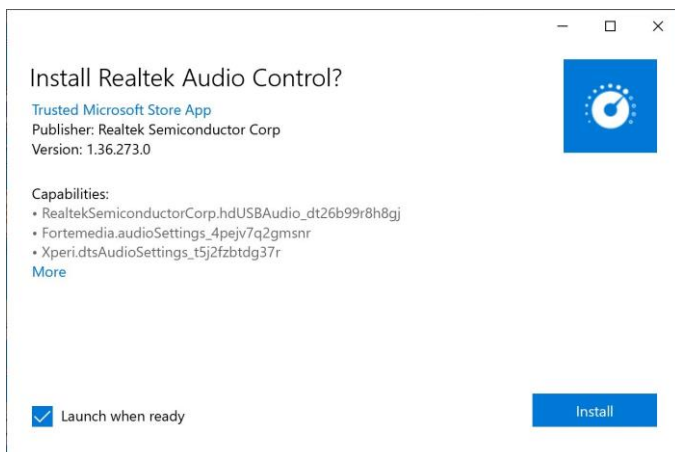 Install Realtek Audio Control?
Trusted Microsoft Store App
Publisher: Realtek Semiconductor Corp
Version: 1.36.273.0
Capabilities:
• RealtekSemiconductorCorp.hdUSBAudio_dt26b99r8h8gj
• Fortemedia.audioSettings_4pejv7q2gmsnr
• Xperi.dtsAudioSettings_t5j2fzbtdg37r
More
Launch when ready
Install